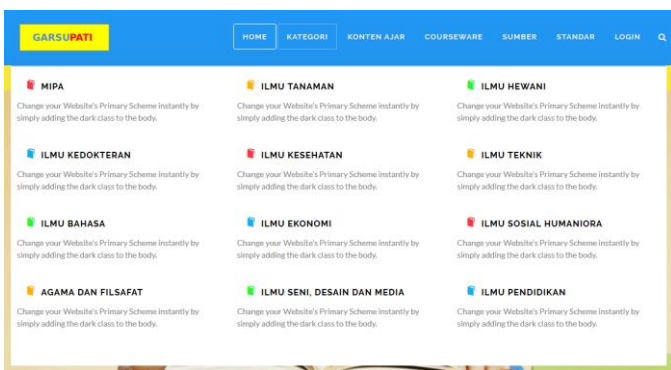 GARSUPATI
HOME KATEGORI KONTEN AJAR COURSEWARE SUMBER STANDAR LOGIN
MIPA
Change your Website's Primary Scheme instantly by
simply adding the dark class to the body.
ILMU TANAMAN
Change your Website's Primary Scheme instantly by
simply adding the dark class to the body.
ILMU HEWANI
Change your Website's Primary Scheme instantly by
simply adding the dark class to the body.
ILMU KEDOKTERAN
Change your Website's Primary Scheme instantly by
simply adding the dark class to the body.
ILMU KESEHATAN
Change your Website's Primary Scheme instantly by
simply adding the dark class to the body.
ILMU TEKNIK
Change your Website's Primary Scheme instantly by
simply adding the dark class to the body.
ILMU BAHASA
Change your Website's Primary Scheme instantly by
simply adding the dark class to the body.
ILMU EKONOMI
Change your Website's Primary Scheme instantly by
simply adding the dark class to the body.
ILMU SOSIAL HUMANIORA
Change your Website's Primary Scheme instantly by
simply adding the dark class to the body.
AGAMA DAN FILSAFAT
Change your Website's Primary Scheme instantly by
simply adding the dark class to the body.
ILMU SENI, DESAIN DAN MEDIA
Change your Website's Primary Scheme instantly by
simply adding the dark class to the body.
ILMU PENDIDIKAN
Change your Website's Primary Scheme instantly by
simply adding the dark class to the body.